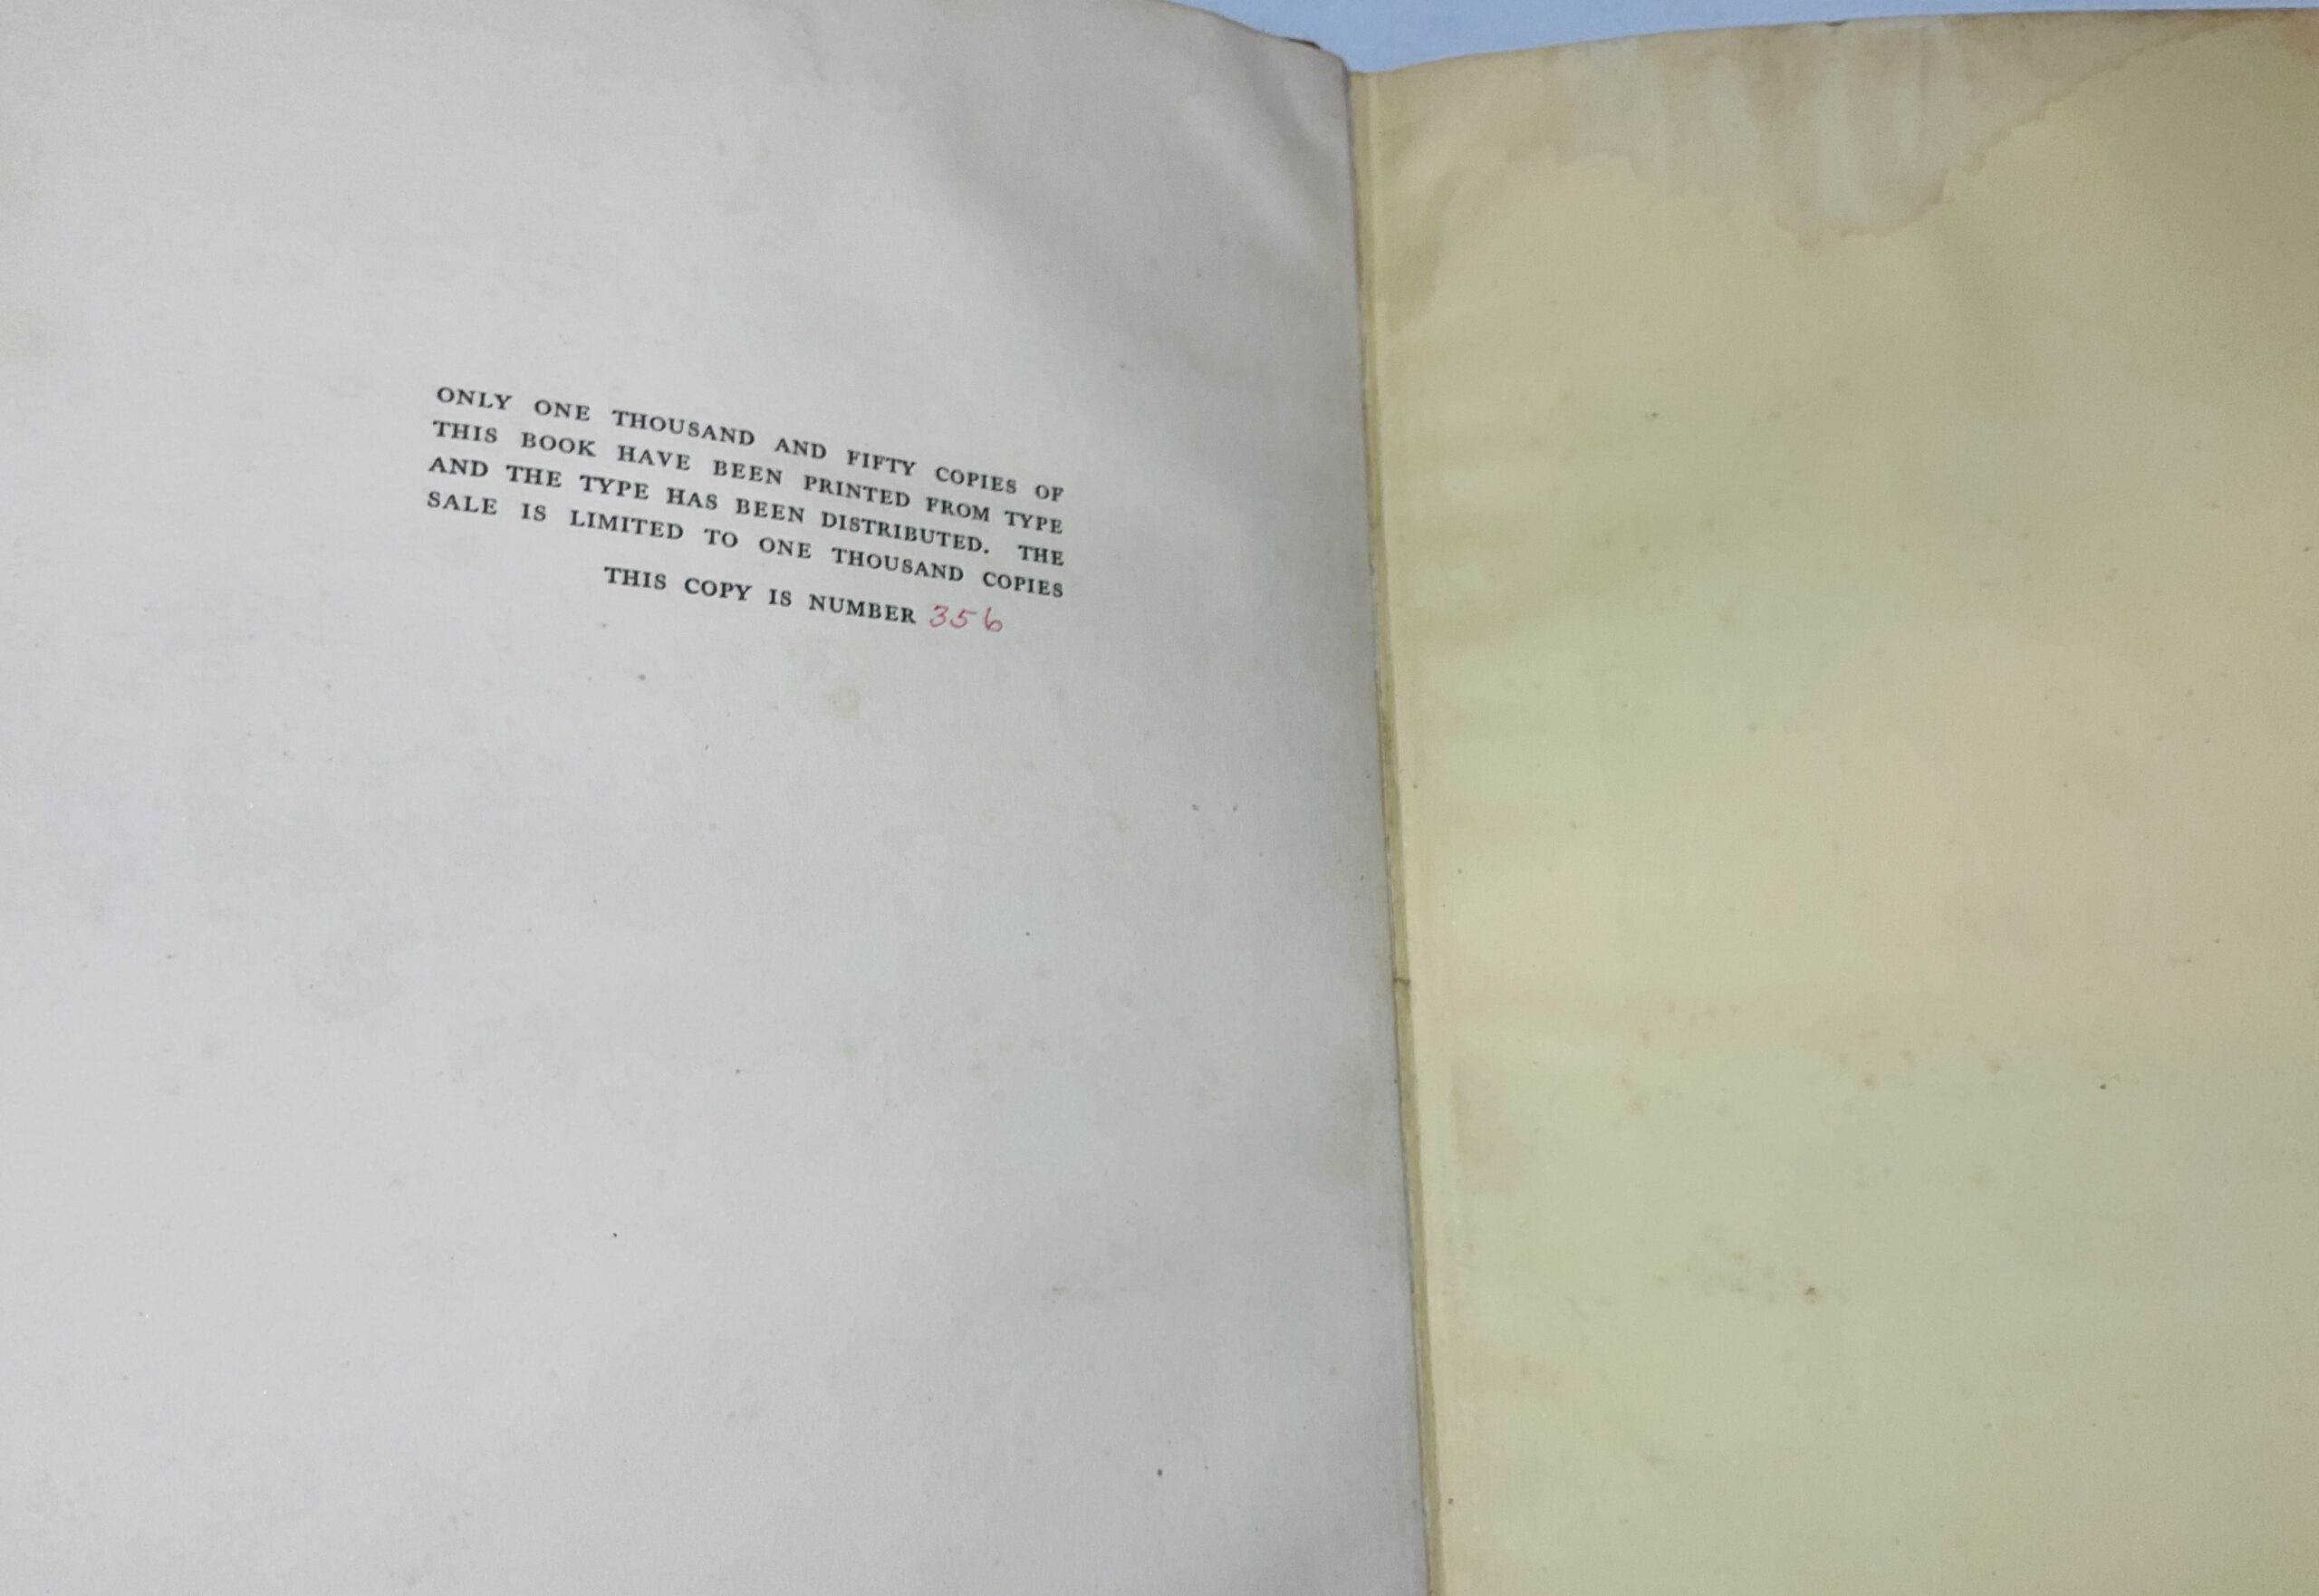 ONLY ONE THOUSAND AND FIFTY COPIES OF
THIS BOOK HAVE BEEN PRINTED FROM TYPE
AND THE TYPE HAS BEEN DISTRIBUTED. THE
SALE IS LIMITED TO ONE THOUSAND COPIES
THIS COPY IS NUMBER 356